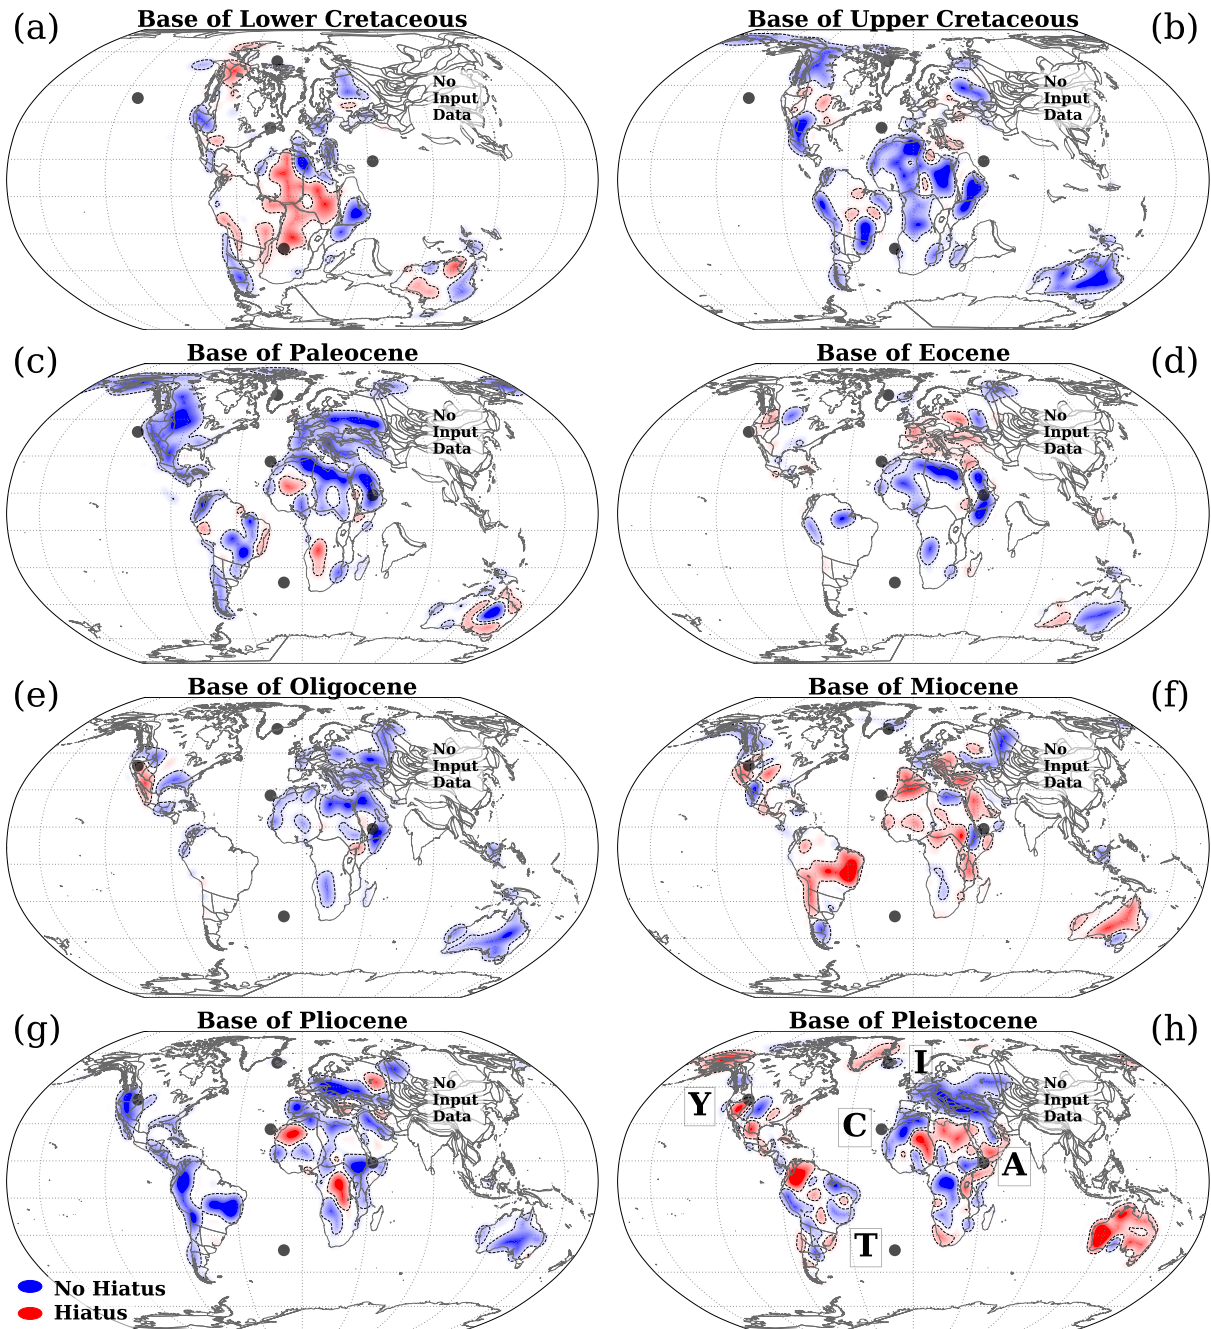 (a)
Base of Lower Cretaceous
No
Input
Data
Base of Upper Cretaceous
(b)
No
Input
Data
(c)
Base of Paleocene
No
Input
Data
Base of Eocene
(d)
No
Input
Data
(e)
Base of Oligocene
No
Input
Data
Base of Miocene
(f)
No
Input
Data
(g)
Base of Pliocene
No
Input
Data
No Hiatus
Hiatus
Base of Pleistocene
(h)
I
No
Input
Data
Y
C
A
T